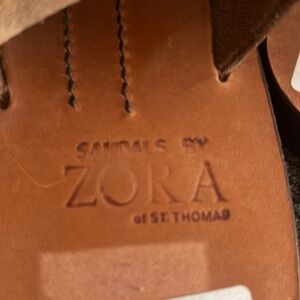 SANDALS BY
ZORA
of ST. THOMAS